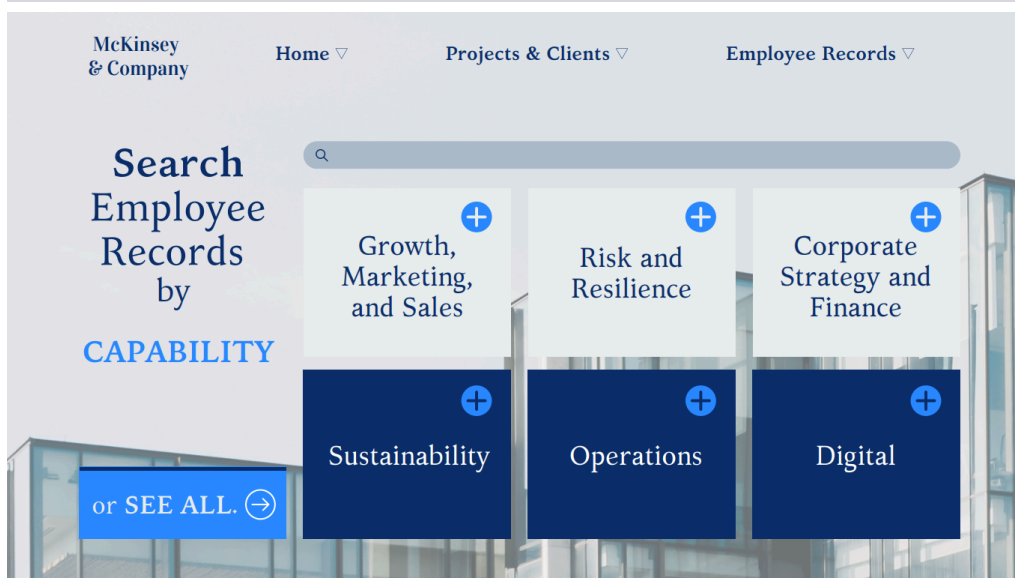 McKinsey
& Company
Home ▽
Projects & Clients ▽
Employee Records ▽
Search
Employee
Records
by
CAPABILITY
or SEE ALL.
Growth,
Marketing,
and Sales
Risk and
Resilience
Corporate
Strategy and
Finance
Sustainability
Operations
Digital